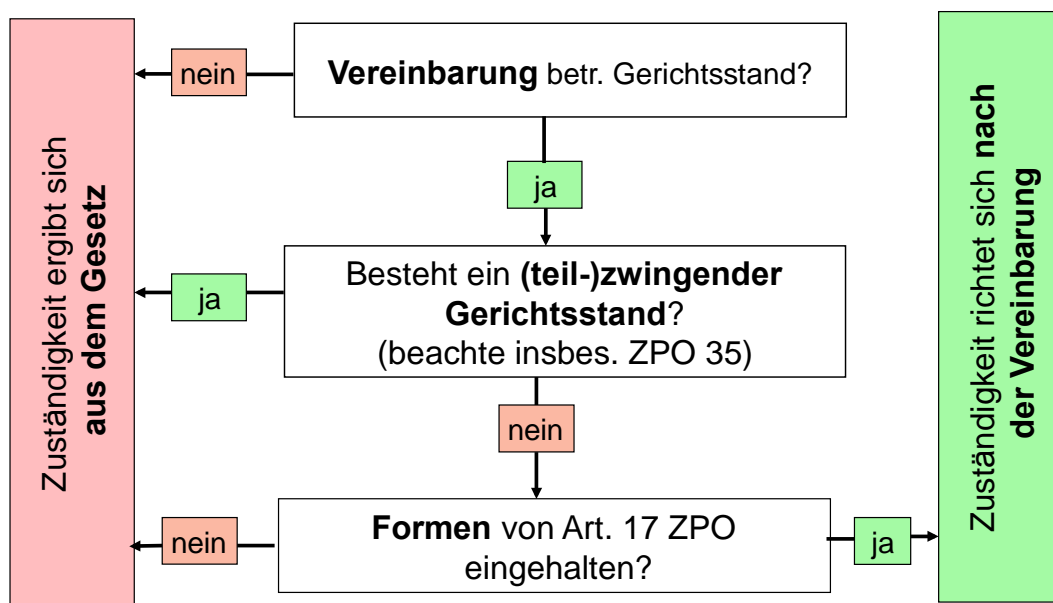 Zuständigkeit ergibt sich
aus dem Gesetz
nein
Vereinbarung betr. Gerichtsstand?
ja
ja
Besteht ein (teil-)zwingender
Gerichtsstand?
(beachte insbes. ZPO 35)
nein
nein
Formen von Art. 17 ZPO
eingehalten?
ja
Zuständigkeit richtet sich nach
der Vereinbarung